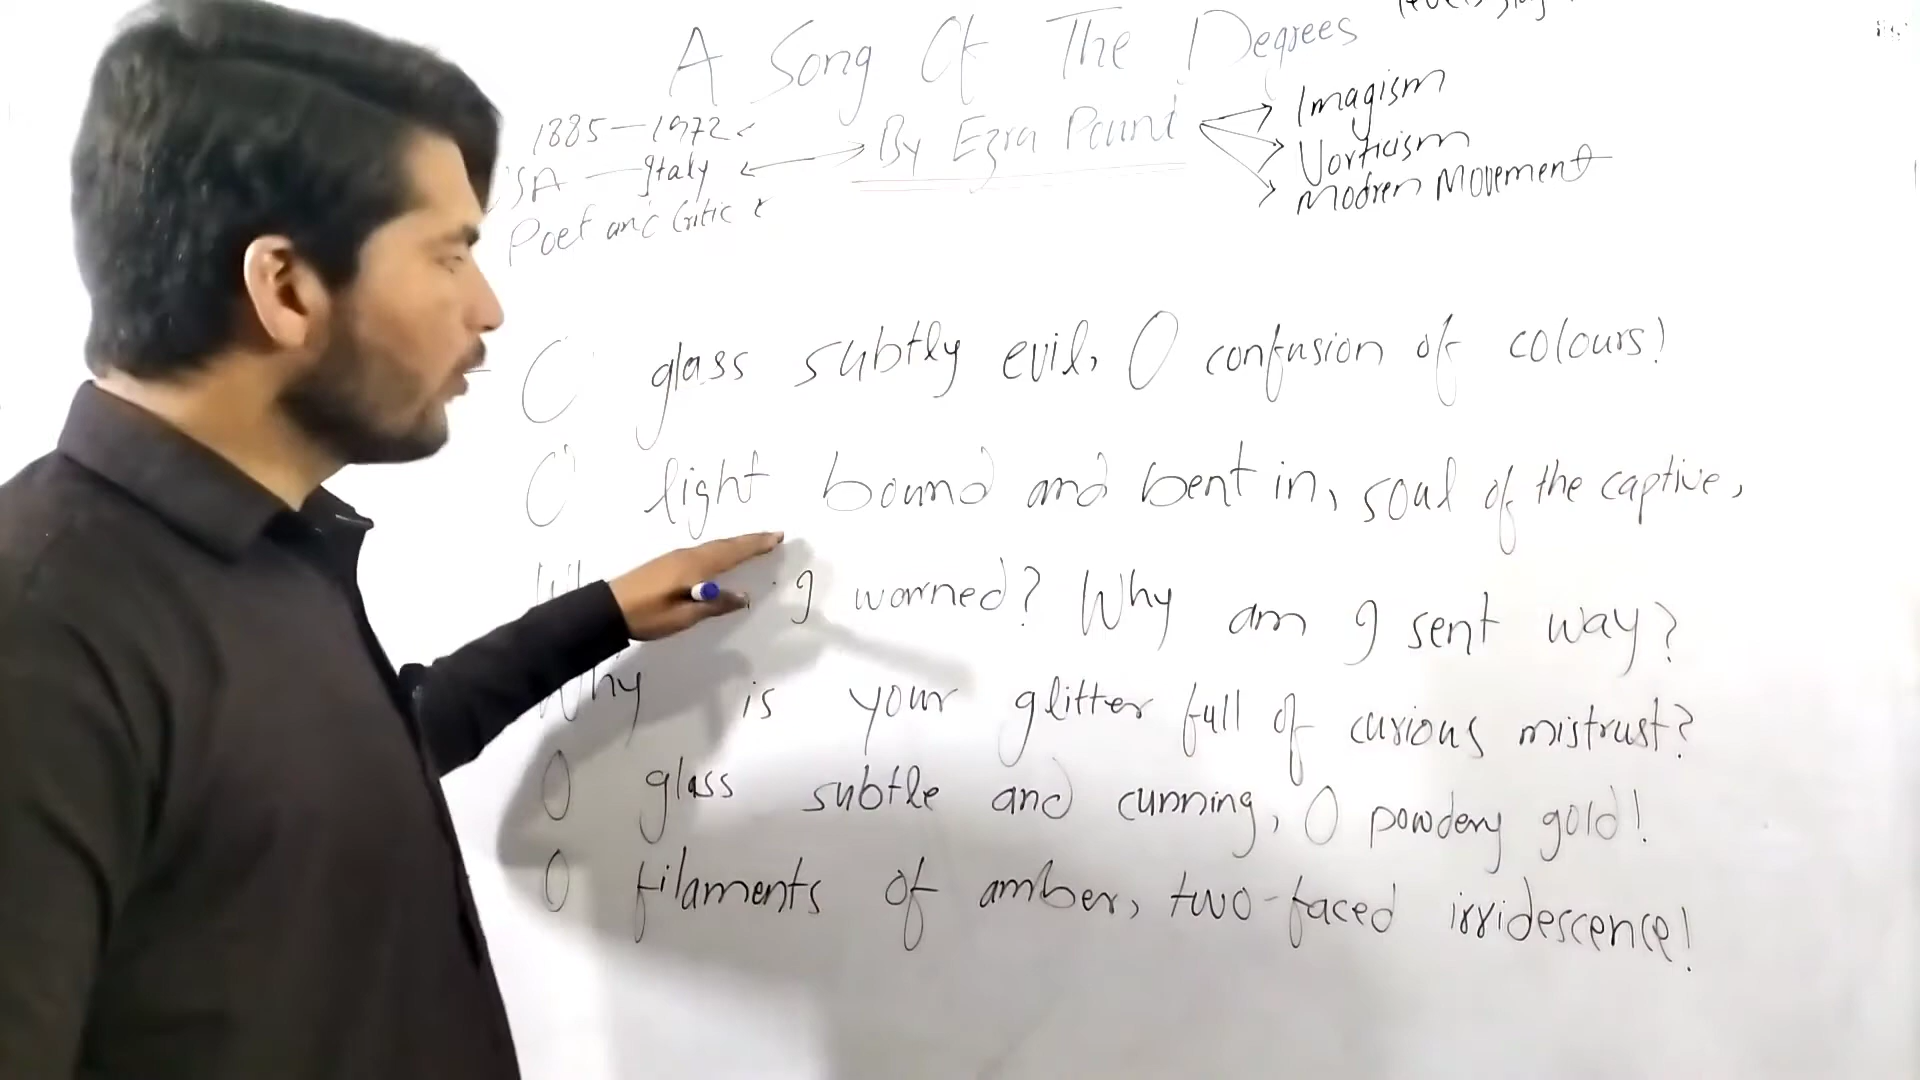 A Song Of The Degrees
1885-1972
By Ezra Pound
Imagism
Vorticism
Modren Movement
USA - Italy
Poet and Critic
O glass subtly evil, O confusion of colours!
O light bound and bent in, soul of the captive,
I warned? Why am I sent way?
Why is your glitter full of curious mistrust?
O glass subtle and cunning, O powdery gold!
O filaments of amber, two-faced irridescence!